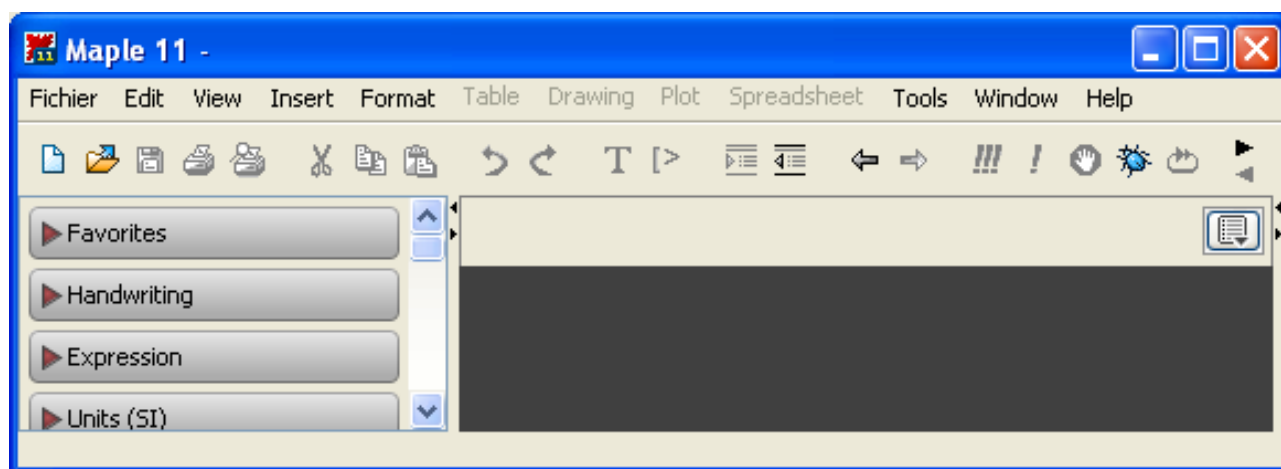 Maple 11 -
Fichier Edit View Insert Format Table Drawing Plot Spreadsheet Tools Window Help
T [> !!! !
Favorites
Handwriting
Expression
Units (SI)